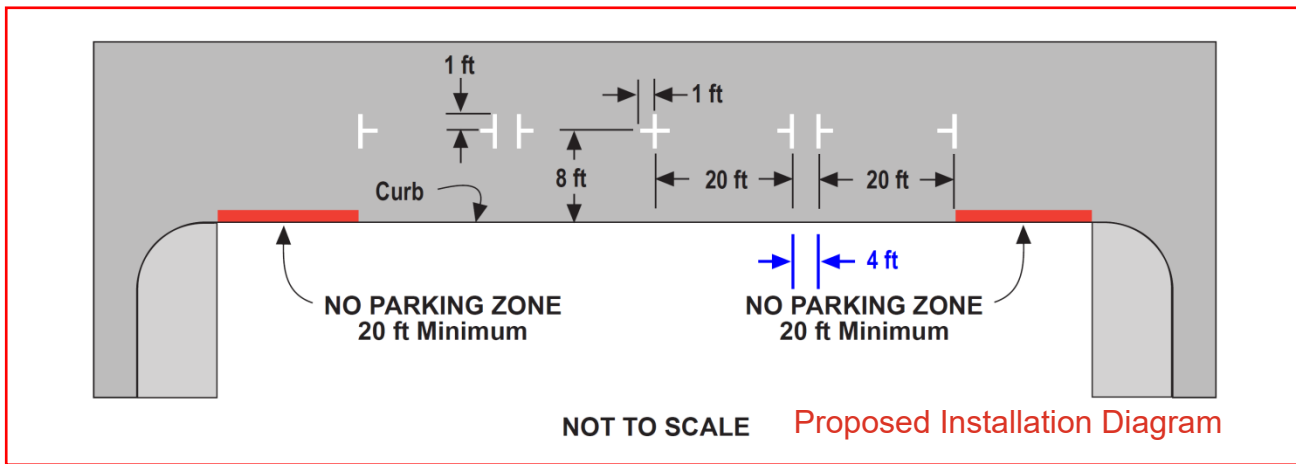 1 ft
1 ft
8 ft
20 ft
20 ft
Curb
4 ft
NO PARKING ZONE
20 ft Minimum
NO PARKING ZONE
20 ft Minimum
NOT TO SCALE
Proposed Installation Diagram